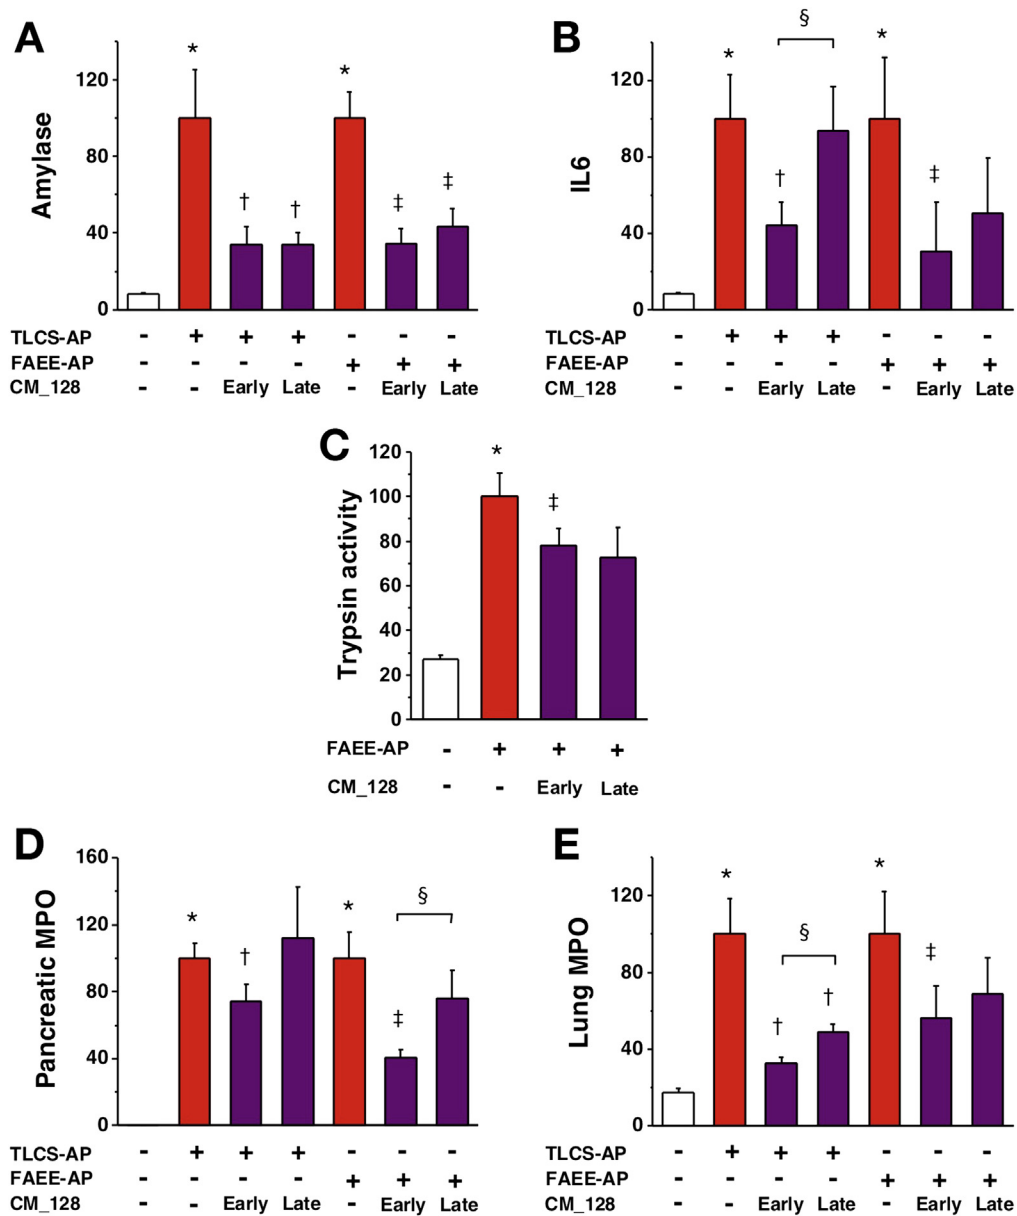 A
Amylase
120
80
40
0
* † † * ‡ ‡
TLCS-AP - + + + - - -
FAEE-AP - - - - + + +
CM_128 - - Early Late - Early Late
B
IL6
120
80
40
0
* † § * ‡
TLCS-AP - + + + - - -
FAEE-AP - - - - + + +
CM_128 - - Early Late - Early Late
C
Trypsin activity
120
100
80
60
40
20
0
* ‡
FAEE-AP - + + +
CM_128 - - Early Late
D
Pancreatic MPO
160
120
80
40
0
* † * ‡ §
TLCS-AP - + + + - - -
FAEE-AP - - - - + + +
CM_128 - - Early Late - Early Late
E
Lung MPO
120
80
40
0
* † § † * ‡
TLCS-AP - + + + - - -
FAEE-AP - - - - + + +
CM_128 - - Early Late - Early Late